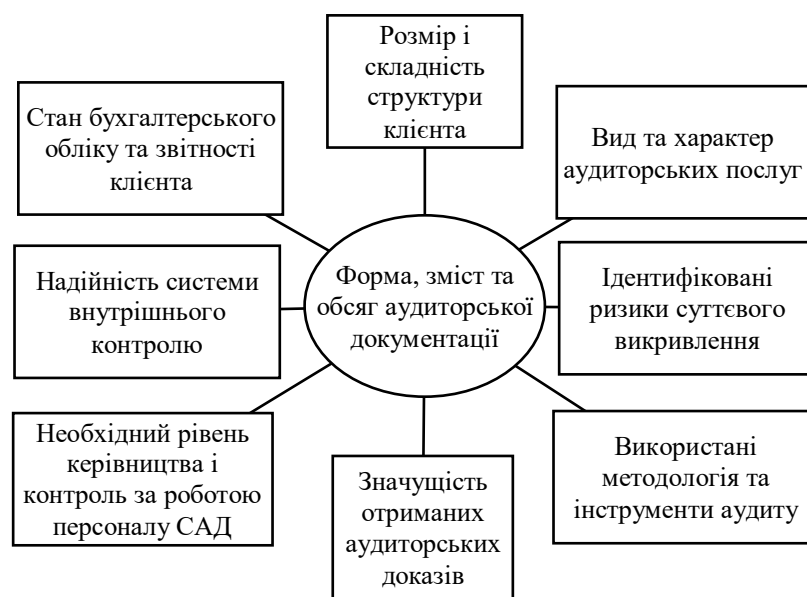 Розмір і
складність
структури
клієнта
Стан бухгалтерського
обліку та звітності
клієнта
Вид та характер
аудиторських послуг
Надійність системи
внутрішнього
контролю
Форма, зміст та
обсяг аудиторської
документації
Ідентифіковані
ризики суттєвого
викривлення
Необхідний рівень
керівництва і
контроль за роботою
персоналу САД
Значущість
отриманих
аудиторських
доказів
Використані
методологія та
інструменти аудиту